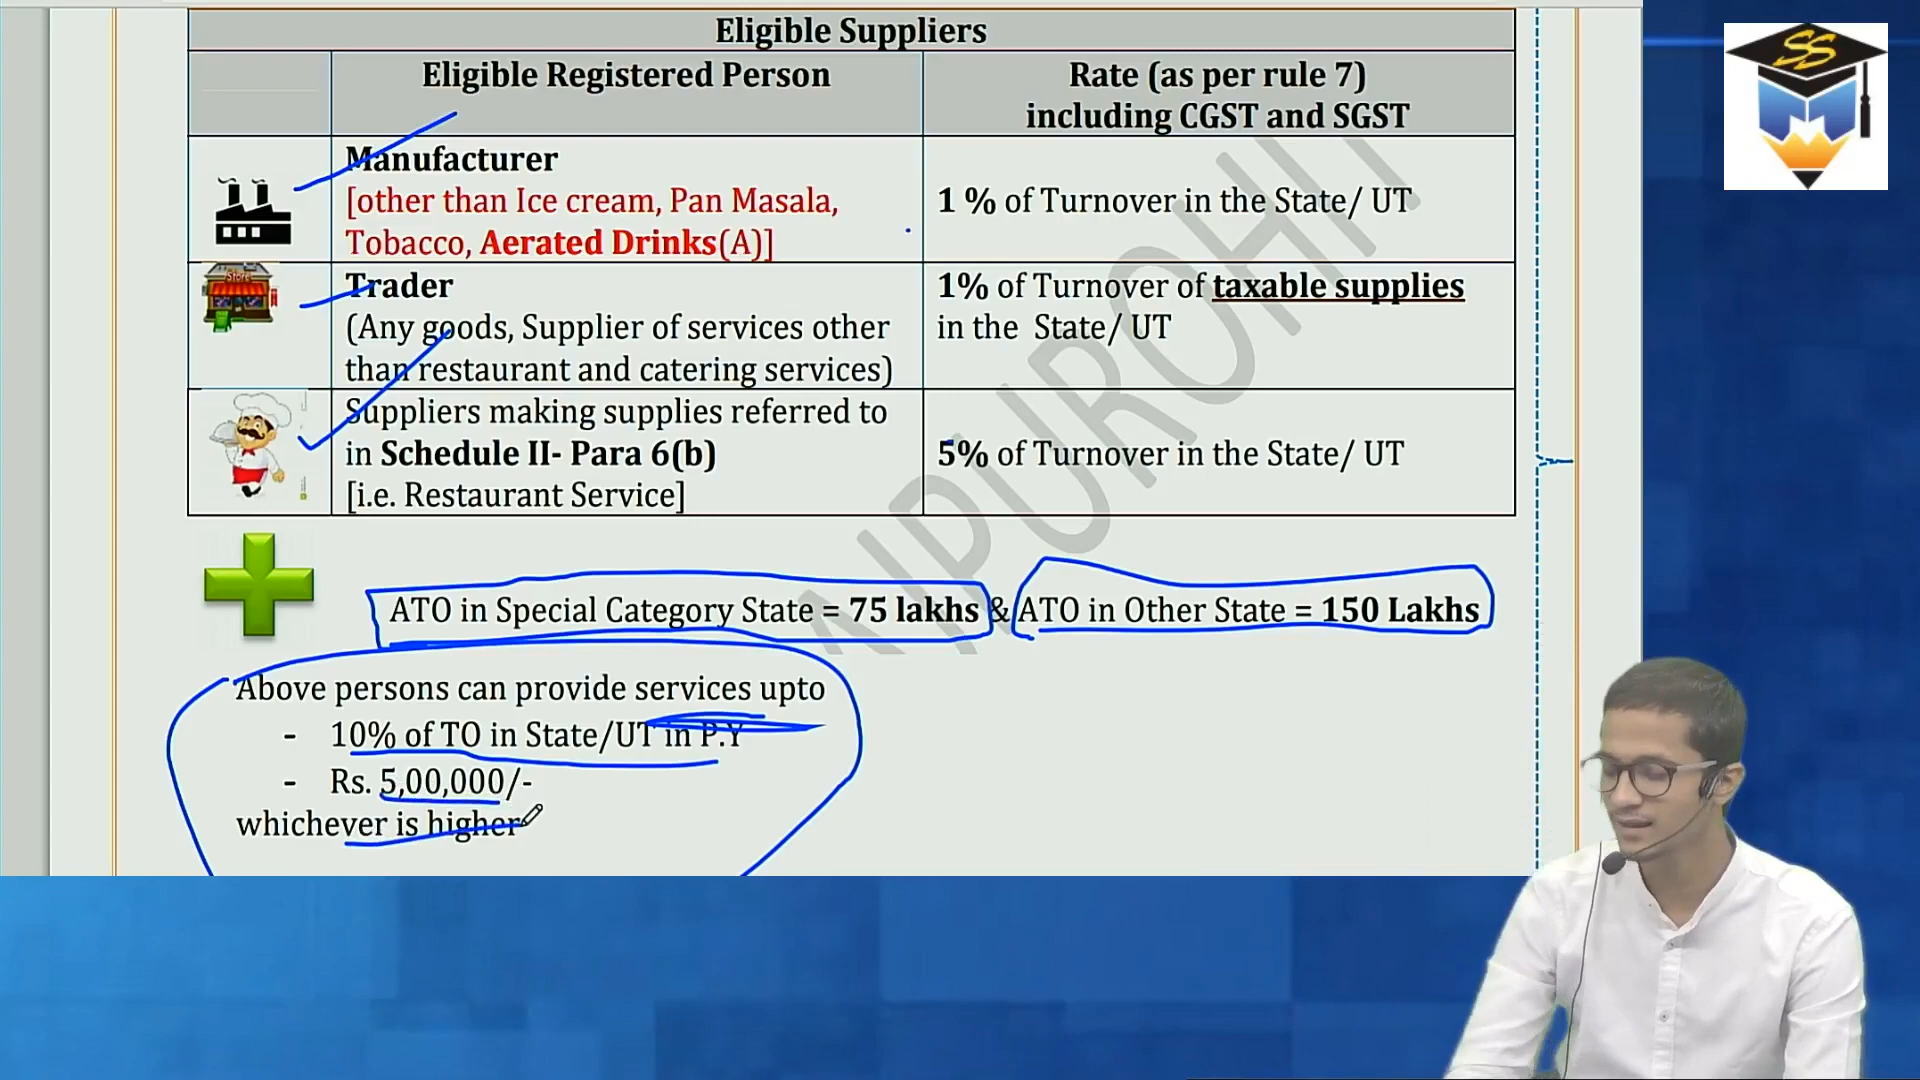 Eligible Suppliers
Eligible Registered Person
Rate (as per rule 7)
including CGST and SGST
Manufacturer
[other than Ice cream, Pan Masala,
Tobacco, Aerated Drinks(A)]
1 % of Turnover in the State/ UT
Store
Trader
(Any goods, Supplier of services other
than restaurant and catering services)
1% of Turnover of taxable supplies
in the State/ UT
Suppliers making supplies referred to
in Schedule II- Para 6(b)
[i.e. Restaurant Service]
5% of Turnover in the State/ UT
ATO in Special Category State = 75 lakhs & ATO in Other State = 150 Lakhs
Above persons can provide services upto
- 10% of TO in State/UT in P.Y
- Rs. 5,00,000/-
whichever is higher
SS